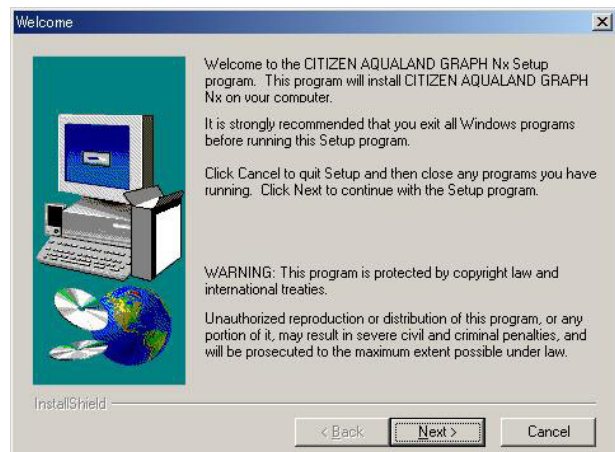 Welcome
Welcome to the CITIZEN AQUALAND GRAPH Nx Setup
program. This program will install CITIZEN AQUALAND GRAPH
Nx on your computer.
It is strongly recommended that you exit all Windows programs
before running this Setup program.
Click Cancel to quit Setup and then close any programs you have
running. Click Next to continue with the Setup program.
WARNING: This program is protected by copyright law and
international treaties.
Unauthorized reproduction or distribution of this program, or any
portion of it, may result in severe civil and criminal penalties, and
will be prosecuted to the maximum extent possible under law.
InstallShield
< Back Next > Cancel